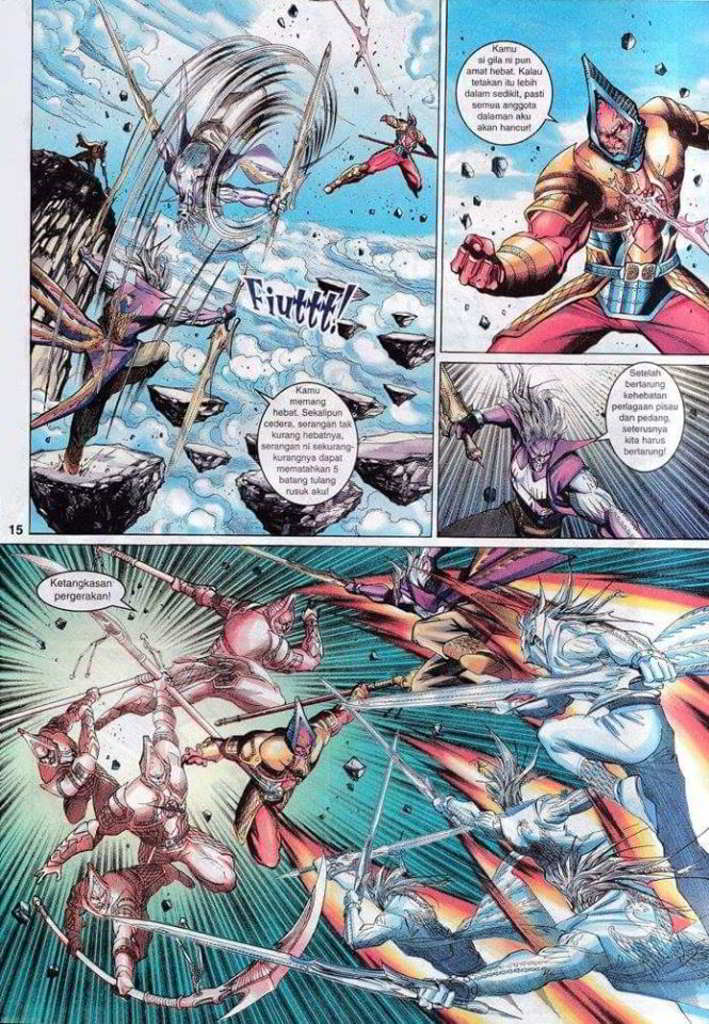 Fiuttt!
Kamu
memang
hebat. Sekalipun
cedera, serangan tak
kurang hebatnya,
serangan ni sekurang-
kurangnya dapat
mematahkan 5
batang tulang
rusuk aku!
Kamu
si gila ni pun
amat hebat. Kalau
tetakan itu lebih
dalam sedikit, pasti
semua anggota
dalaman aku
akan hancur!
Setelah
bertarung
kehebatan
perlagaan pisau
dan pedang,
seterusnya
kita harus
bertarung!
15
Ketangkasan
pergerakan!